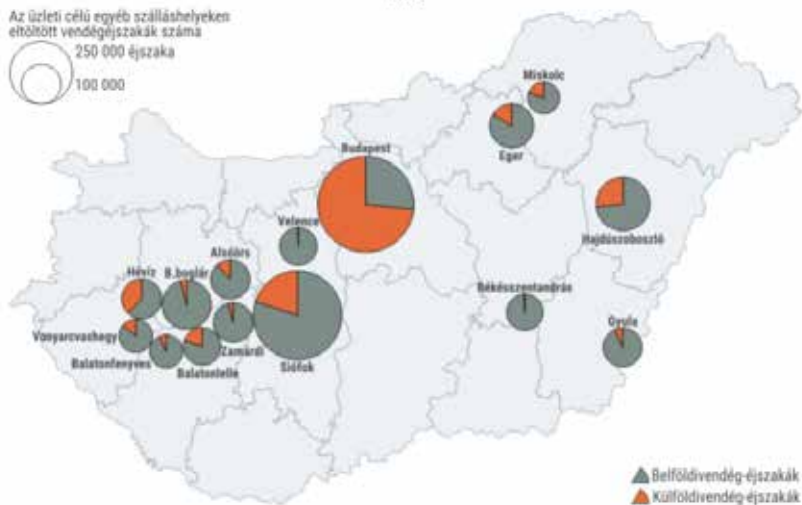 Az üzleti célú egyéb szálláshelyeken
eltöltött vendégéjszakák száma
250 000 éjszaka
100 000
Miskolc
Eger
Budapest
Hajdúszoboszló
Velence
Alsóörs
Hévíz
B.boglár
Békésszentandrás
Vonyarcvashegy
Zamárdi
Gyula
Balatonfenyves
Balatonlelle
Siófok
Belföldivendég-éjszakák
Külföldivendég-éjszakák